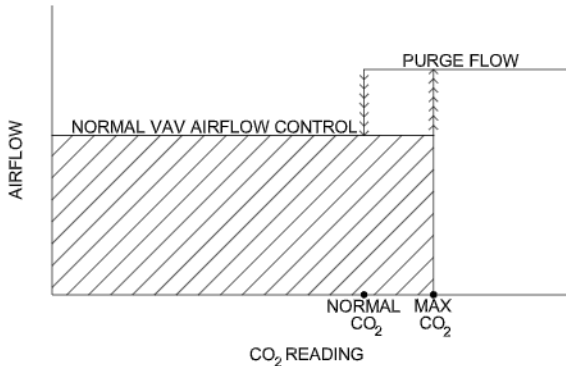 PURGE FLOW
NORMAL VAV AIRFLOW CONTROL
AIRFLOW
NORMAL
CO₂
MAX
CO₂
CO₂ READING